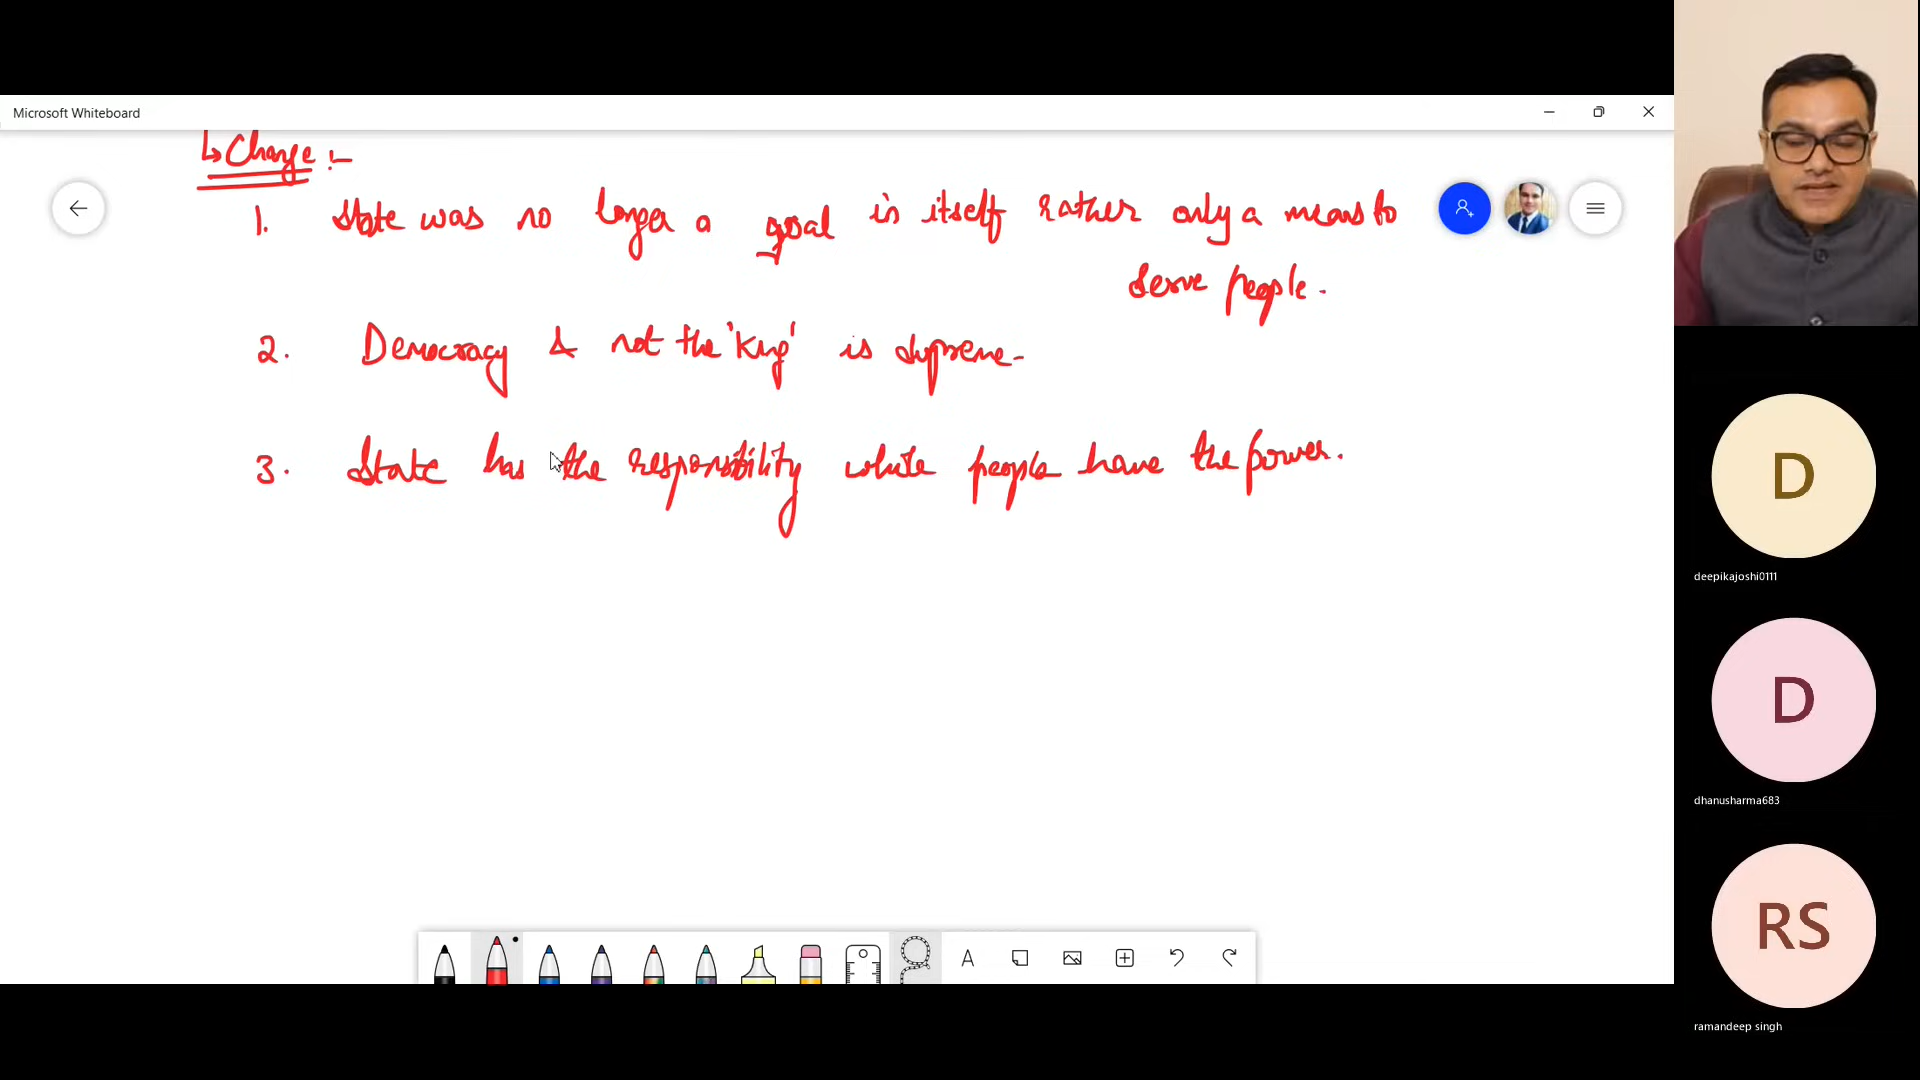 Microsoft Whiteboard
↳ Change :-
1. State was no longer a goal in itself rather only a means to
serve people.
2. Democracy & not the 'King' is supreme.
3. State has the responsibility while people have the power.
A
D
deepikajoshi0111
D
dhanusharma683
RS
ramandeep singh